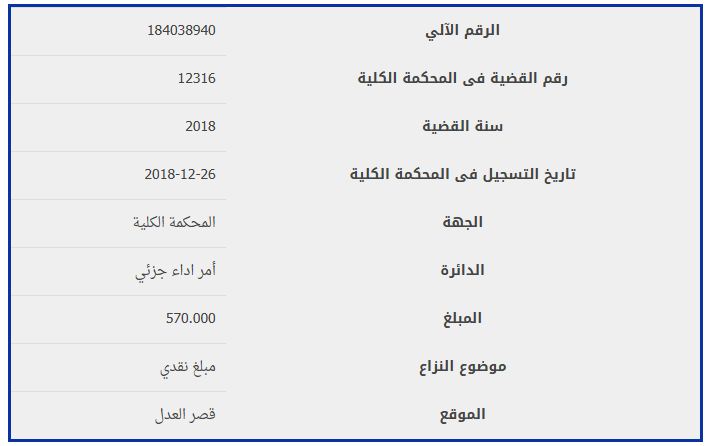 الرقم الآلي 184038940
رقم القضية فى المحكمة الكلية 12316
سنة القضية 2018
تاريخ التسجيل فى المحكمة الكلية 2018-12-26
الجهة المحكمة الكلية
الدائرة أمر اداء جزئي
المبلغ 570.000
موضوع النزاع مبلغ نقدي
الموقع قصر العدل